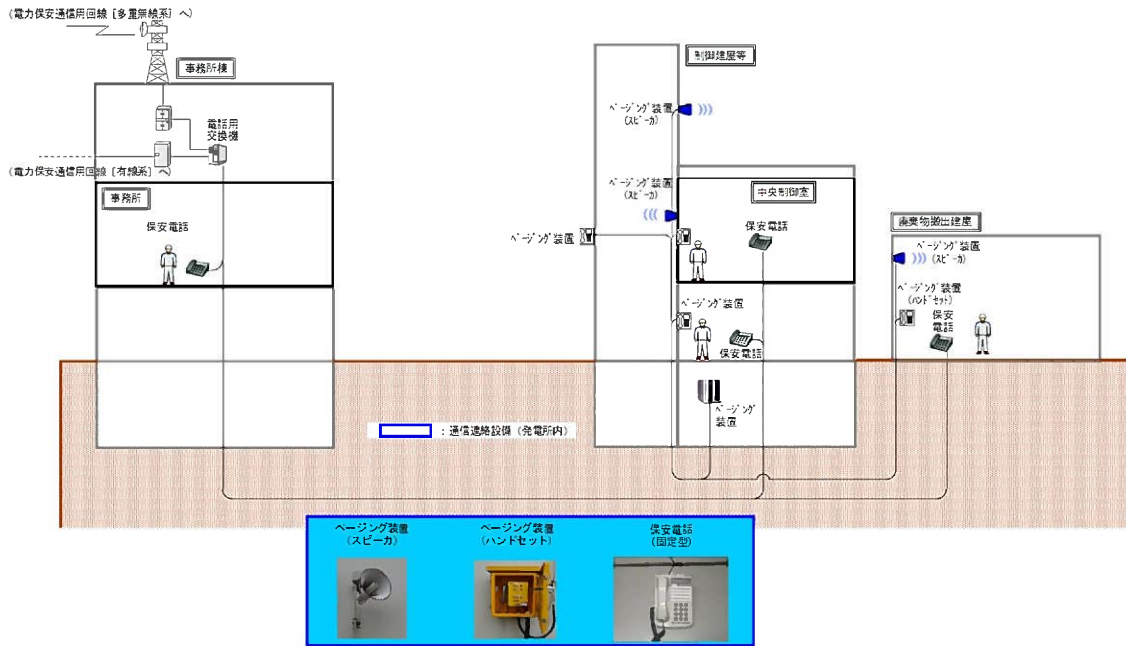 (電力保安通信用回線［多重無線系］へ)
事務所棟
電話用
交換機
(電力保安通信用回線［有線系］へ)
事務所
保安電話
制御建屋等
ページング装置
(スピーカ)
ページング装置
(スピーカ)
中央制御室
保安電話
ページング装置
ページング装置
保安電話
ページング
装置
廃棄物搬出建屋
ページング装置
(スピーカ)
ページング装置
(ハンドセット)
保安
電話
：通信連絡設備（発電所内）
ページング装置
(スピーカ)
ページング装置
(ハンドセット)
保安電話
(固定型)